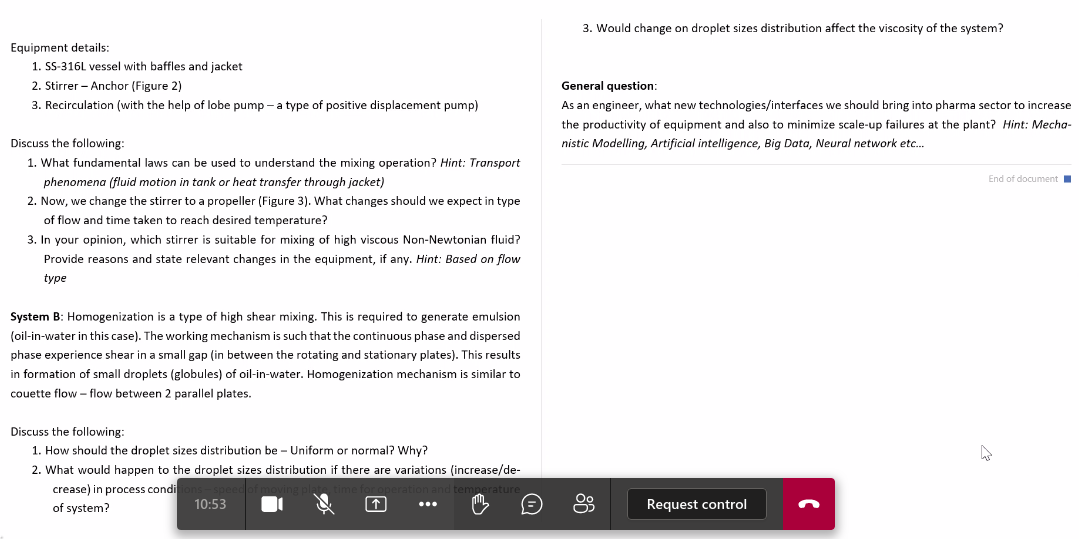 Equipment details:
1. SS-316L vessel with baffles and jacket
2. Stirrer – Anchor (Figure 2)
3. Recirculation (with the help of lobe pump – a type of positive displacement pump)
Discuss the following:
1. What fundamental laws can be used to understand the mixing operation? Hint: Transport
phenomena (fluid motion in tank or heat transfer through jacket)
2. Now, we change the stirrer to a propeller (Figure 3). What changes should we expect in type
of flow and time taken to reach desired temperature?
3. In your opinion, which stirrer is suitable for mixing of high viscous Non-Newtonian fluid?
Provide reasons and state relevant changes in the equipment, if any. Hint: Based on flow
type
System B: Homogenization is a type of high shear mixing. This is required to generate emulsion
(oil-in-water in this case). The working mechanism is such that the continuous phase and dispersed
phase experience shear in a small gap (in between the rotating and stationary plates). This results
in formation of small droplets (globules) of oil-in-water. Homogenization mechanism is similar to
couette flow – flow between 2 parallel plates.
Discuss the following:
1. How should the droplet sizes distribution be – Uniform or normal? Why?
2. What would happen to the droplet sizes distribution if there are variations (increase/de-
crease) in process conditions – speed of moving plate, time for operation and temperature
of system?
3. Would change on droplet sizes distribution affect the viscosity of the system?
General question:
As an engineer, what new technologies/interfaces we should bring into pharma sector to increase
the productivity of equipment and also to minimize scale-up failures at the plant? Hint: Mecha-
nistic Modelling, Artificial intelligence, Big Data, Neural network etc...
End of document
10:53
Request control